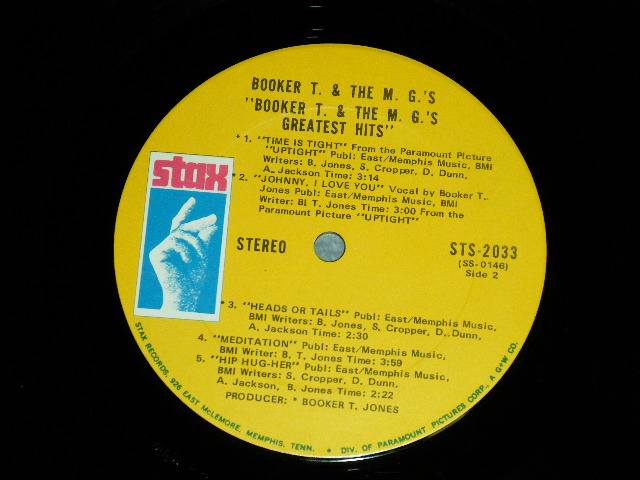 BOOKER T. & THE M. G.'S
"BOOKER T. & THE M. G.'S
GREATEST HITS"
* 1. "TIME IS TIGHT" From the Paramount Picture
"UPTIGHT" Publ: East/Memphis Music, BMI
Writers: B. Jones, S. Cropper, D. Dunn,
A. Jackson Time: 3:14
* 2. "JOHNNY, I LOVE YOU" Vocal by Booker T.
Jones Publ: East/Memphis Music, BMI
Writer: B. T. Jones Time: 3:00 From the
Paramount Picture "UPTIGHT"
stax
STEREO
STS-2033
(SS-0146)
Side 2
* 3. "HEADS OR TAILS" Publ: East/Memphis Music,
BMI Writers: B. Jones, S. Cropper, D. Dunn,
A. Jackson Time: 2:30
4. "MEDITATION" Publ: East/Memphis Music,
BMI Writer: B. T. Jones Time: 3:59
5. "HIP HUG-HER" Publ: East/Memphis Music,
BMI Writers: S. Cropper, D. Dunn,
A. Jackson, B. Jones Time: 2:22
PRODUCER: * BOOKER T. JONES
STAX RECORDS, 926 EAST McLEMORE, MEMPHIS, TENN. • DIV. OF PARAMOUNT PICTURES CORP., A G+W CO.